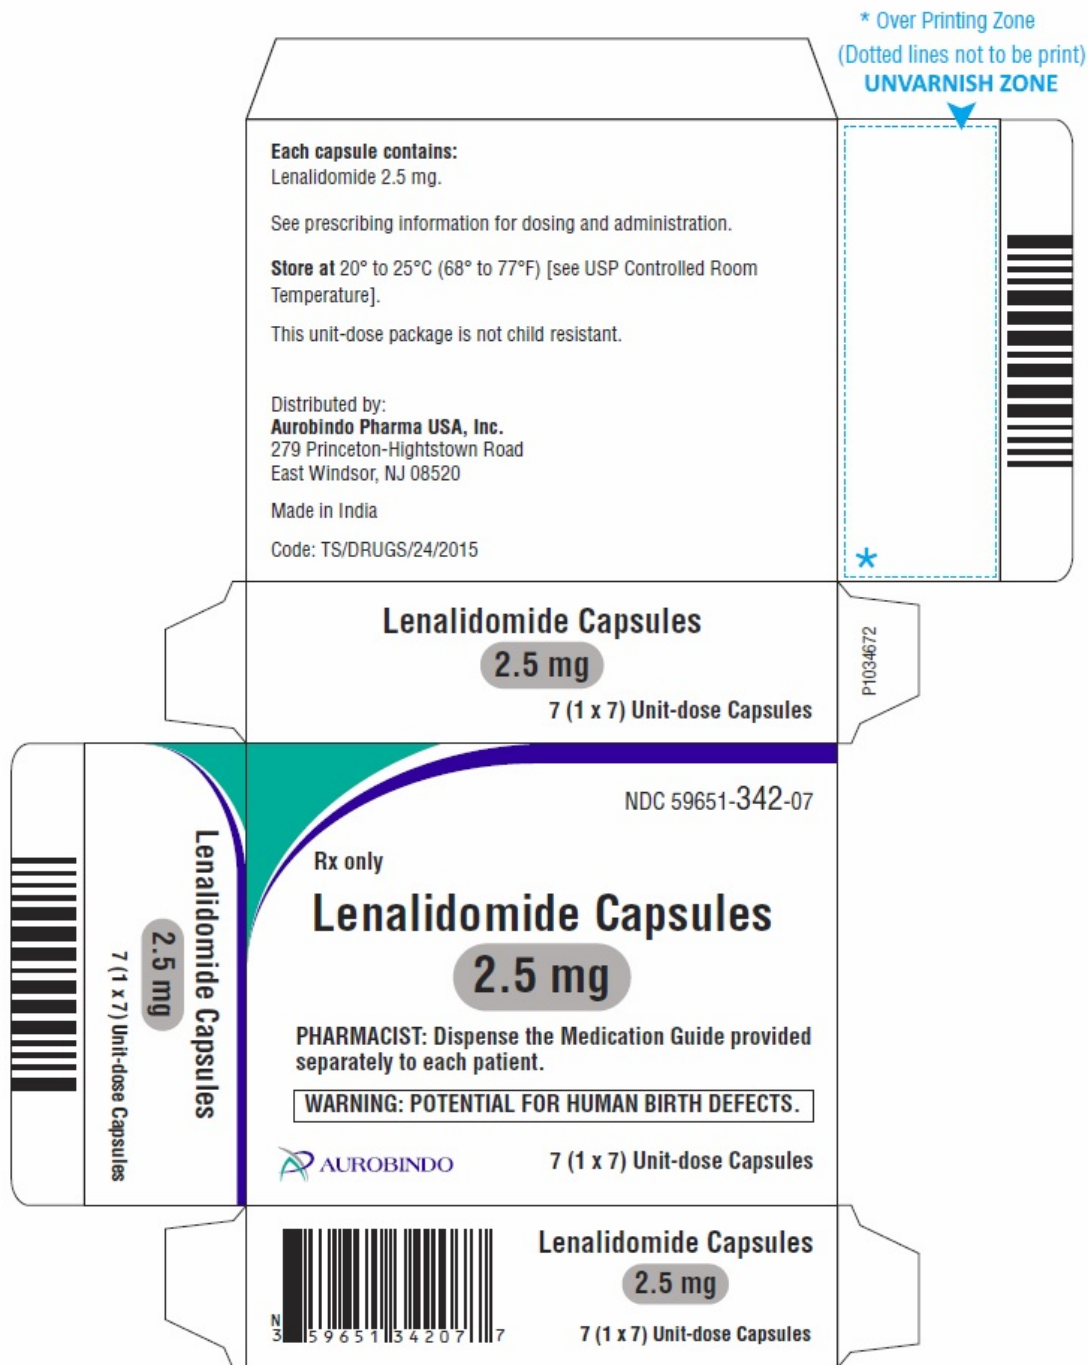 * Over Printing Zone
(Dotted lines not to be print)
UNVARNISH ZONE
Each capsule contains:
Lenalidomide 2.5 mg.
See prescribing information for dosing and administration.
Store at 20° to 25°C (68° to 77°F) [see USP Controlled Room
Temperature].
This unit-dose package is not child resistant.
Distributed by:
Aurobindo Pharma USA, Inc.
279 Princeton-Hightstown Road
East Windsor, NJ 08520
Made in India
Code: TS/DRUGS/24/2015
*
Lenalidomide Capsules
2.5 mg
7 (1 x 7) Unit-dose Capsules
P1034672
Lenalidomide Capsules
2.5 mg
7 (1 x 7) Unit-dose Capsules
NDC 59651-342-07
Rx only
Lenalidomide Capsules
2.5 mg
PHARMACIST: Dispense the Medication Guide provided
separately to each patient.
WARNING: POTENTIAL FOR HUMAN BIRTH DEFECTS.
AUROBINDO
7 (1 x 7) Unit-dose Capsules
N
3 59651 34207 7
Lenalidomide Capsules
2.5 mg
7 (1 x 7) Unit-dose Capsules